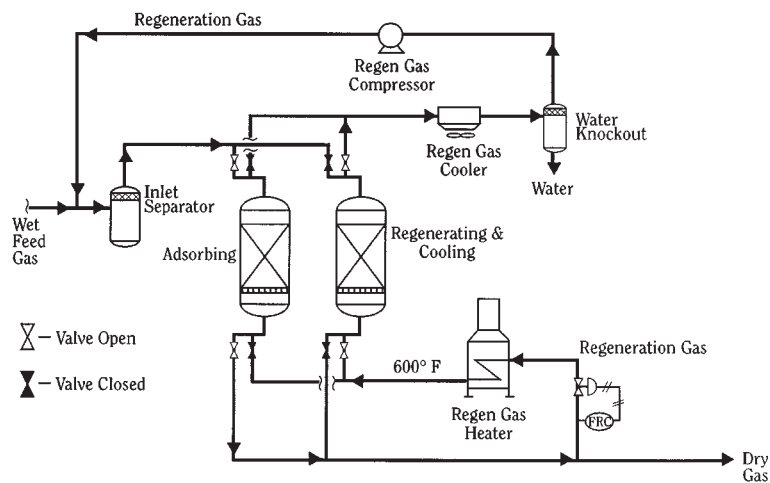 Regeneration Gas
Regen Gas
Compressor
Water
Knockout
Regen Gas
Cooler
Water
Inlet
Separator
Wet
Feed
Gas
Adsorbing
Regenerating &
Cooling
– Valve Open
– Valve Closed
600° F
Regeneration Gas
Regen Gas
Heater
FRC
Dry
Gas